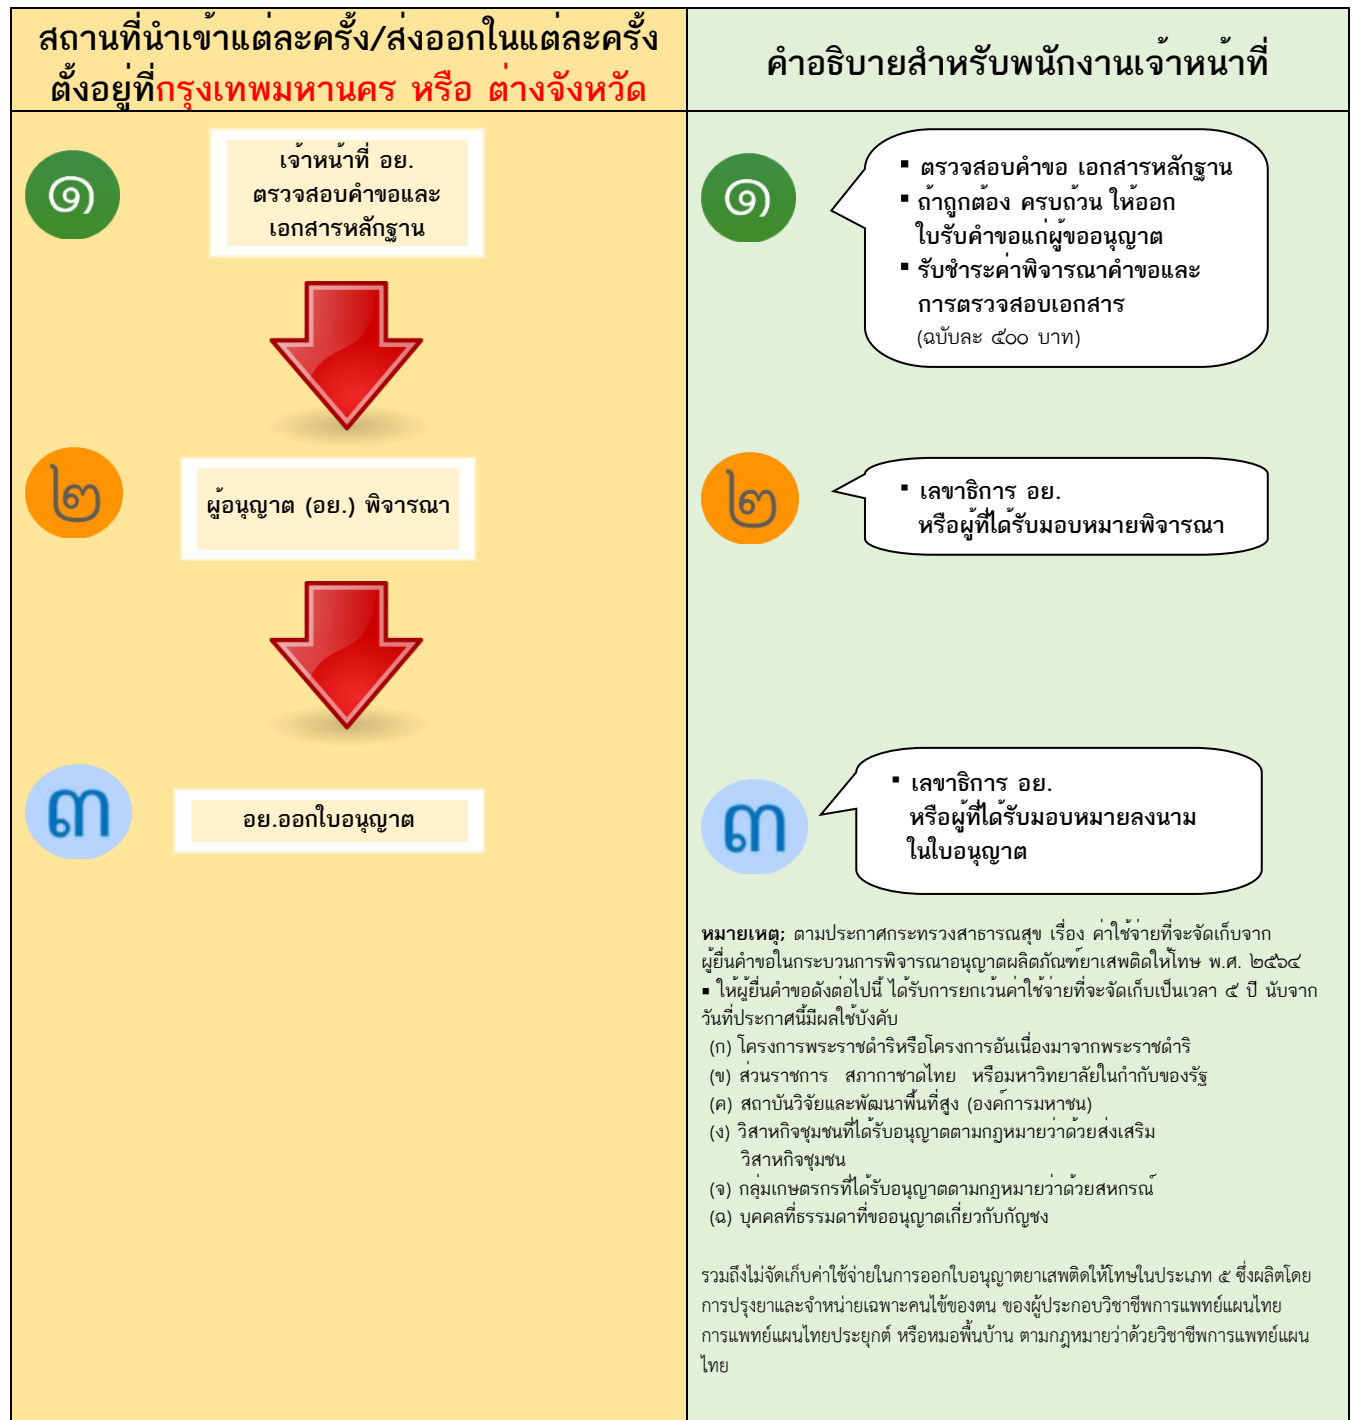 สถานที่นำเข้าแต่ละครั้ง/ส่งออกในแต่ละครั้ง
ตั้งอยู่ที่กรุงเทพมหานคร หรือ ต่างจังหวัด
คำอธิบายสำหรับพนักงานเจ้าหน้าที่
๑
เจ้าหน้าที่ อย.
ตรวจสอบคำขอและ
เอกสารหลักฐาน
๒
ผู้อนุญาต (อย.) พิจารณา
๓
อย.ออกใบอนุญาต
๑
▪ ตรวจสอบคำขอ เอกสารหลักฐาน
▪ ถ้าถูกต้อง ครบถ้วน ให้ออก
ใบรับคำขอแก่ผู้ขออนุญาต
▪ รับชำระค่าพิจารณาคำขอและ
การตรวจสอบเอกสาร
(ฉบับละ ๕๐๐ บาท)
๒
▪ เลขาธิการ อย.
หรือผู้ที่ได้รับมอบหมายพิจารณา
๓
▪ เลขาธิการ อย.
หรือผู้ที่ได้รับมอบหมายลงนาม
ในใบอนุญาต
หมายเหตุ; ตามประกาศกระทรวงสาธารณสุข เรื่อง ค่าใช้จ่ายที่จะจัดเก็บจาก
ผู้ยื่นคำขอในกระบวนการพิจารณาอนุญาตผลิตภัณฑ์ยาเสพติดให้โทษ พ.ศ. ๒๕๖๔
▪ ให้ผู้ยื่นคำขอดังต่อไปนี้ ได้รับการยกเว้นค่าใช้จ่ายที่จะจัดเก็บเป็นเวลา ๕ ปี นับจาก
วันที่ประกาศนี้มีผลใช้บังคับ
(ก) โครงการพระราชดำริหรือโครงการอันเนื่องมาจากพระราชดำริ
(ข) ส่วนราชการ สภากาชาดไทย หรือมหาวิทยาลัยในกำกับของรัฐ
(ค) สถาบันวิจัยและพัฒนาพื้นที่สูง (องค์การมหาชน)
(ง) วิสาหกิจชุมชนที่ได้รับอนุญาตตามกฎหมายว่าด้วยส่งเสริม
วิสาหกิจชุมชน
(จ) กลุ่มเกษตรกรที่ได้รับอนุญาตตามกฎหมายว่าด้วยสหกรณ์
(ฉ) บุคคลที่ธรรมดาที่ขออนุญาตเกี่ยวกับกัญชง
รวมถึงไม่จัดเก็บค่าใช้จ่ายในการออกใบอนุญาตยาเสพติดให้โทษในประเภท ๕ ซึ่งผลิตโดย
การปรุงยาและจำหน่ายเฉพาะคนไข้ของตน ของผู้ประกอบวิชาชีพการแพทย์แผนไทย
การแพทย์แผนไทยประยุกต์ หรือหมอพื้นบ้าน ตามกฎหมายว่าด้วยวิชาชีพการแพทย์แผน
ไทย